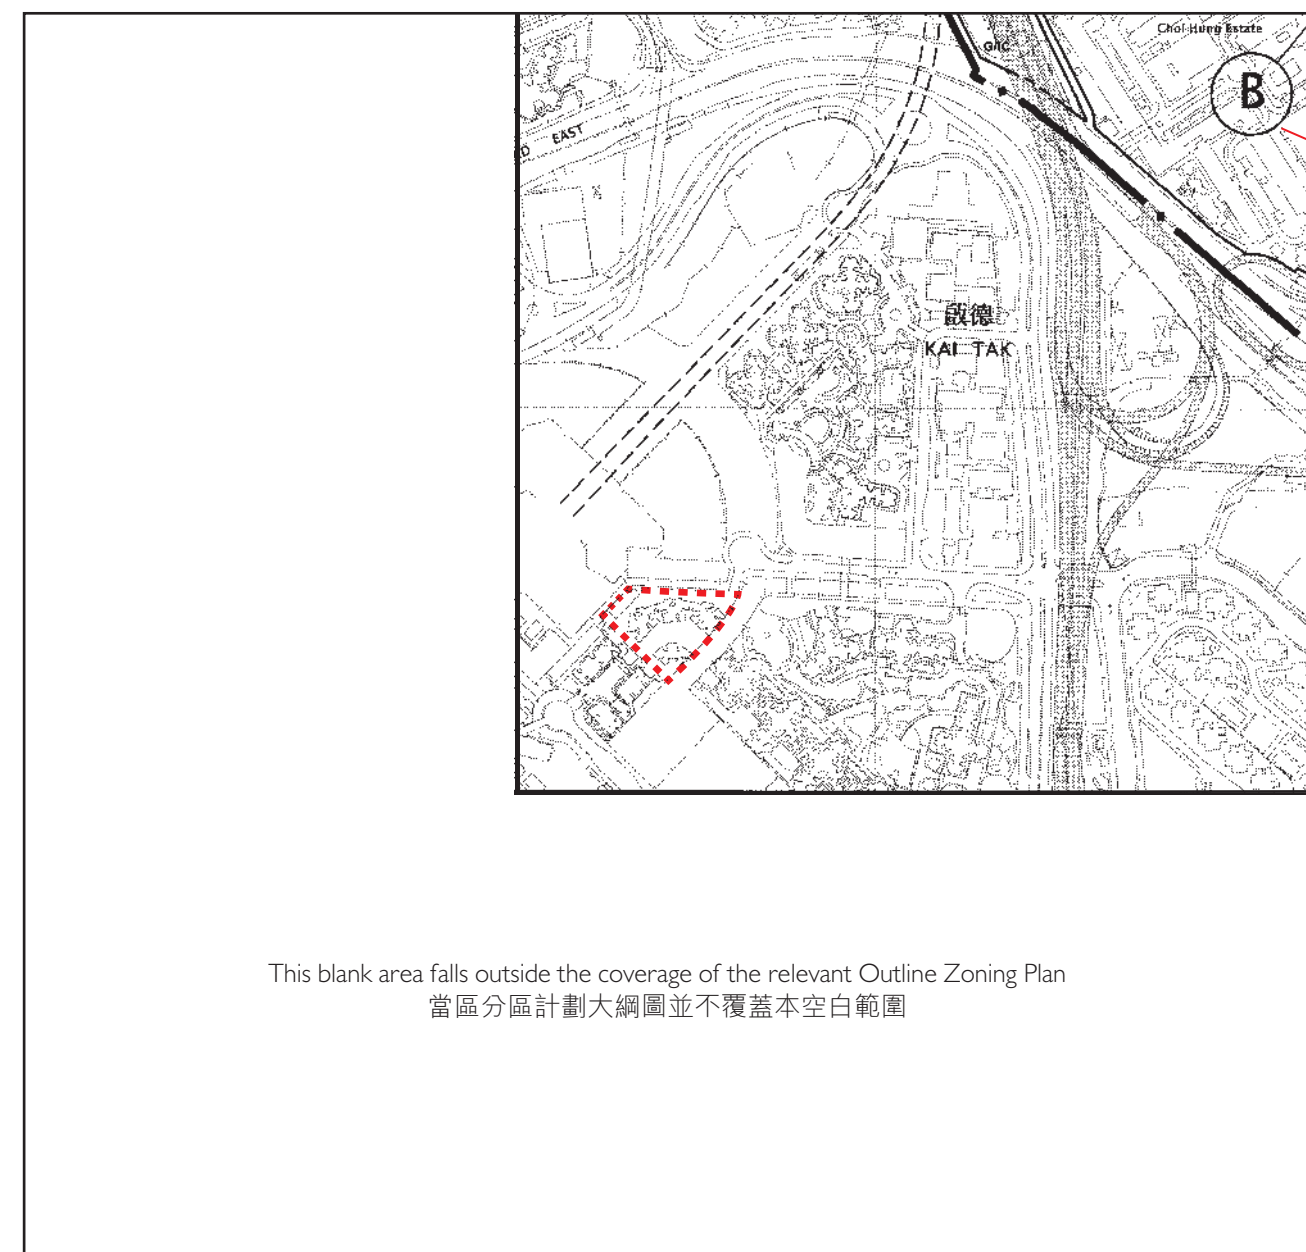 Choi Hung Estate
G/IC
B
D EAST
啟德
KAI TAK
This blank area falls outside the coverage of the relevant Outline Zoning Plan
當區分區計劃大綱圖並不覆蓋本空白範圍